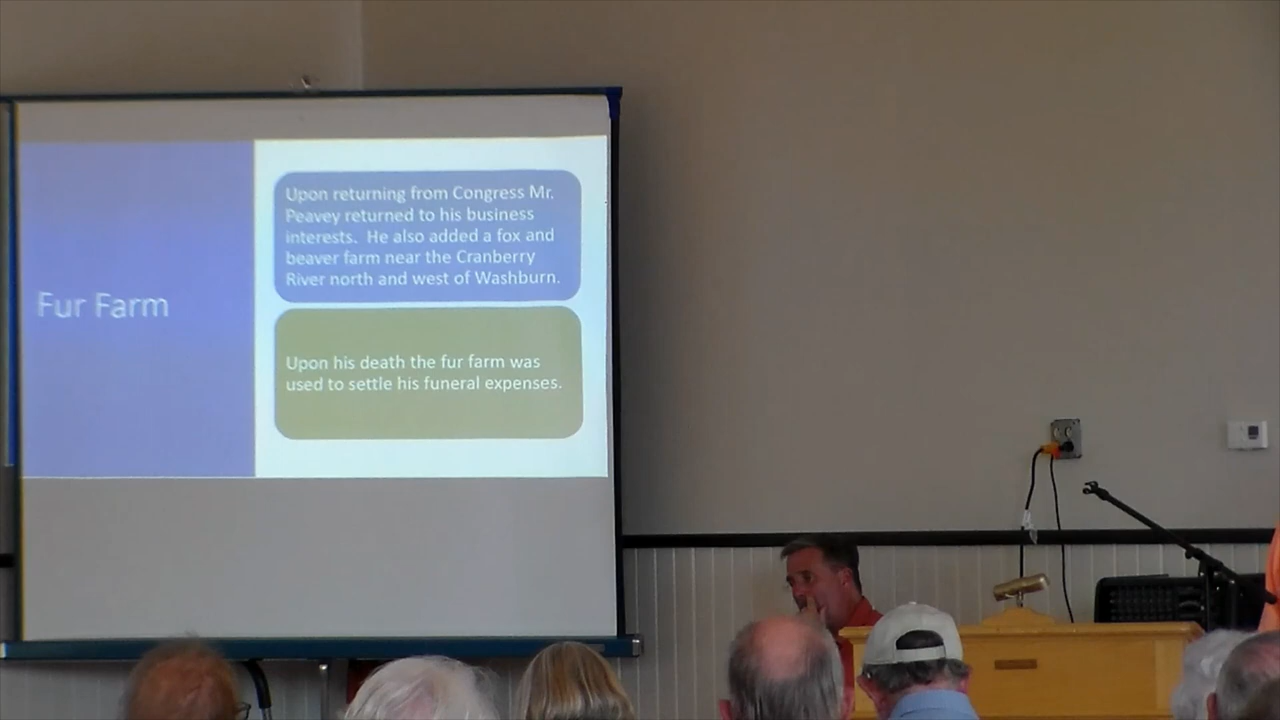 Fur Farm
Upon returning from Congress Mr.
Peavey returned to his business
interests.  He also added a fox and
beaver farm near the Cranberry
River north and west of Washburn.
Upon his death the fur farm was
used to settle his funeral expenses.